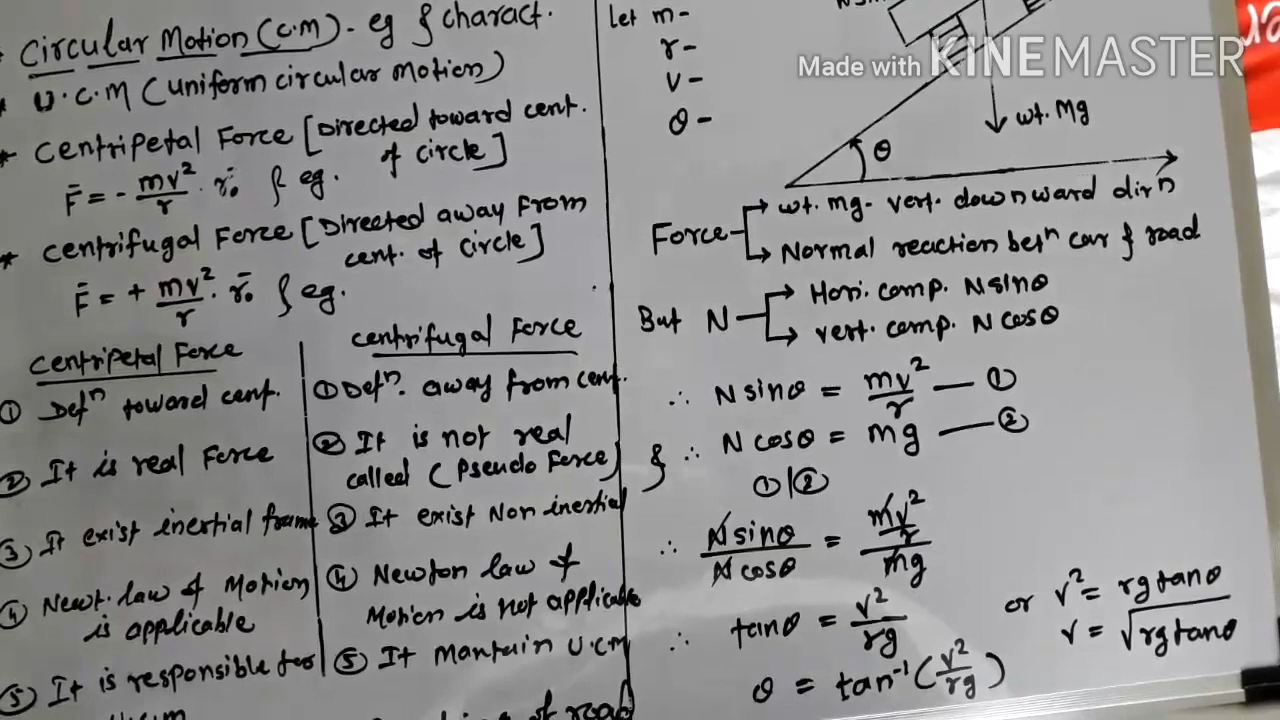 Circular Motion (C.M) - eg & charact.
* U.C.M (uniform circular Motion)
* Centripetal Force [Directed toward cent.
of circle]
F̄ = - mv²/r . r̄₀ & eg.
* Centrifugal Force [Directed away from
cent. of circle]
F̄ = + mv²/r . r̄₀ & eg.
Centripetal Force
① Defⁿ toward cent.
② It is real Force
③ It exist inertial frame
④ Newt. law of Motion
is applicable
⑤ It is responsible for
U.C.M
Centrifugal Force
① Defⁿ. away from cent.
② It is not real
called (Pseudo Force)
③ It exist Non inertial
④ Newton law of
Motion is not applicable
⑤ It Mantain U.C.M
of road
Let m-
r-
v-
θ-
Made with KINEMASTER
wt. Mg
θ
Force → wt. mg - vert. downward dirⁿ
→ Normal reaction betⁿ car & road
But N → Hori. comp. N sinθ
→ vert. comp. N cosθ
∴ N sinθ = mv²/r — ①
& ∴ N cosθ = mg — ②
①/②
∴ N sinθ / N cosθ = (mv²/r) / mg
∴ tanθ = v²/rg
θ = tan⁻¹(v²/rg)
or v² = rg tanθ
v = √rg tanθ